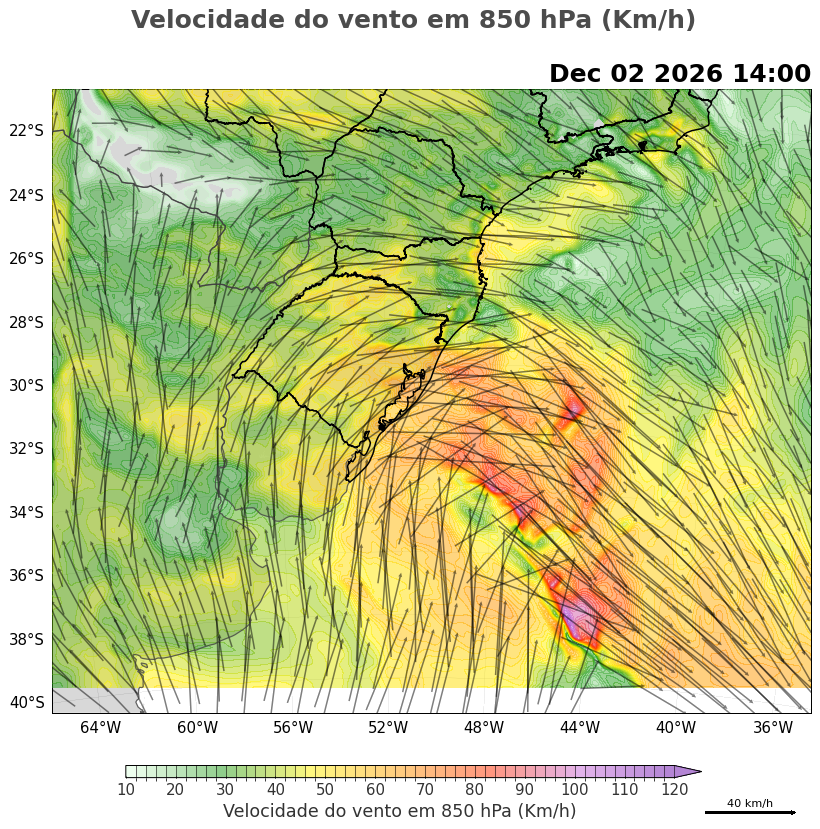 Velocidade do vento em 850 hPa (Km/h)
Dec 02 2026 14:00
22°S
24°S
26°S
28°S
30°S
32°S
34°S
36°S
38°S
40°S
64°W 60°W 56°W 52°W 48°W 44°W 40°W 36°W
10 20 30 40 50 60 70 80 90 100 110 120
Velocidade do vento em 850 hPa (Km/h)
40 km/h